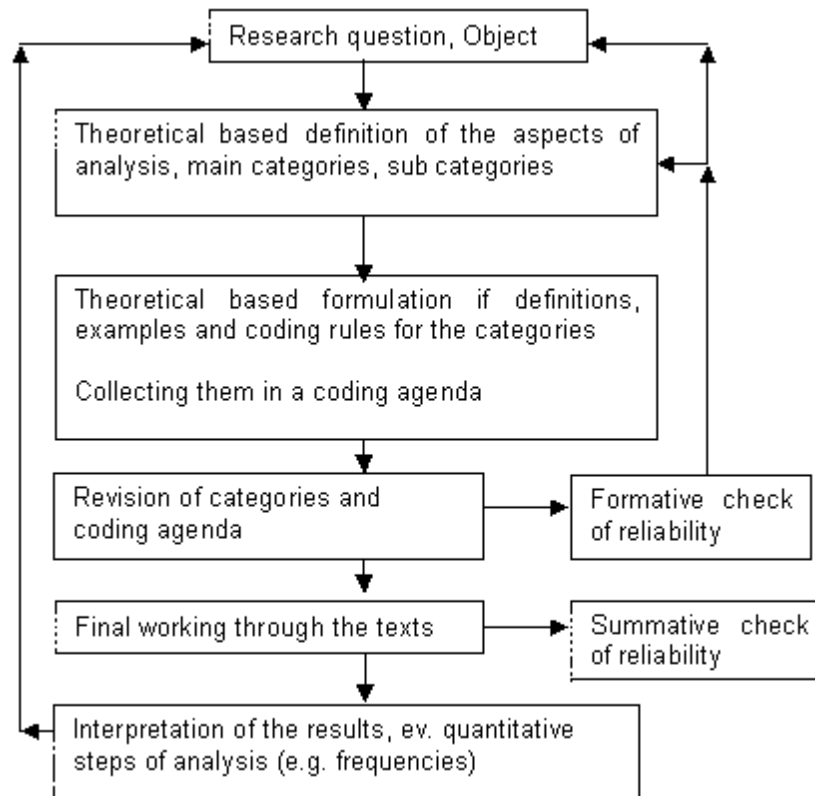 Research question, Object
Theoretical based definition of the aspects of
analysis, main categories, sub categories
Theoretical based formulation if definitions,
examples and coding rules for the categories
Collecting them in a coding agenda
Revision of categories and
coding agenda
Formative check
of reliability
Final working through the texts
Summative check
of reliability
Interpretation of the results, ev. quantitative
steps of analysis (e.g. frequencies)